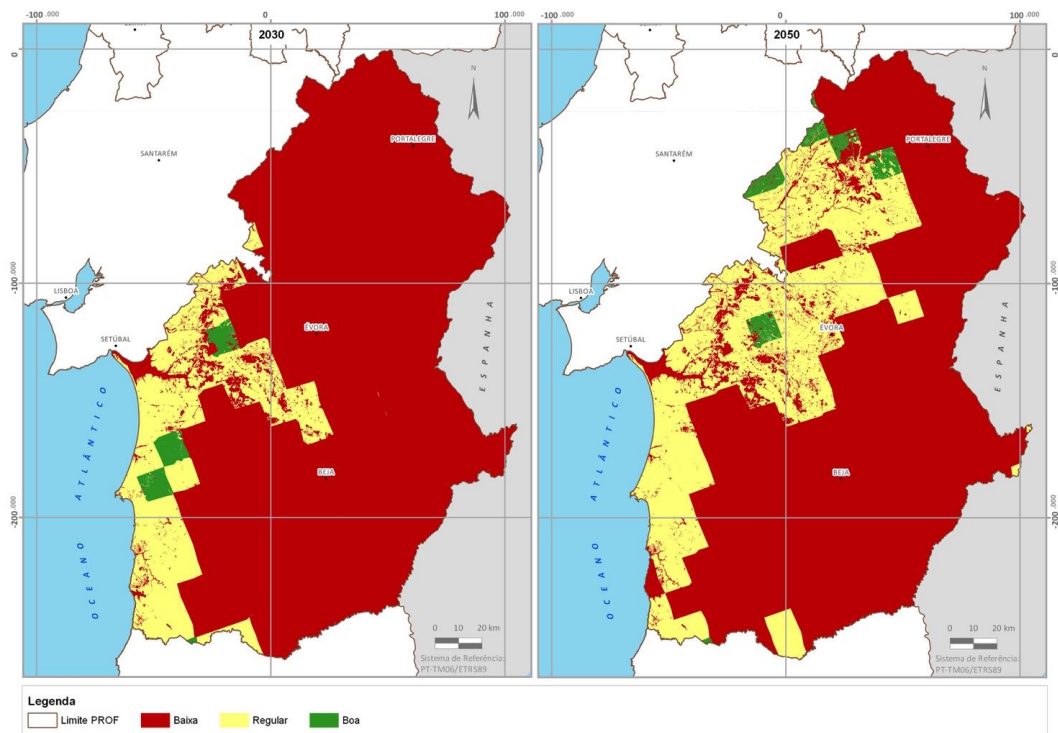 -100.000
0
100.000
2030
0
N
PORTALEGRE
SANTARÉM
-100.000
LISBOA
SETÚBAL
ÉVORA
ESPANHA
OCEANO ATLÂNTICO
BEJA
-200.000
0 10 20 km
Sistema de Referência:
PT-TM06/ETRS89
-100.000
0
100.000
2050
0
N
PORTALEGRE
SANTARÉM
-100.000
LISBOA
SETÚBAL
ÉVORA
ESPANHA
OCEANO ATLÂNTICO
BEJA
-200.000
0 10 20 km
Sistema de Referência:
PT-TM06/ETRS89
Legenda
Limite PROF Baixa Regular Boa